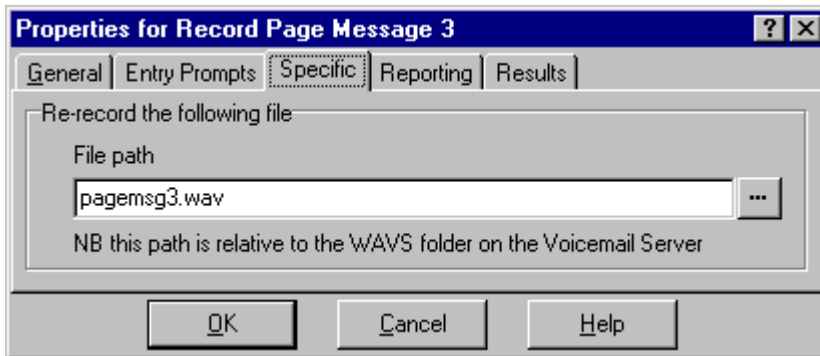 Properties for Record Page Message 3
General Entry Prompts Specific Reporting Results
Re-record the following file
File path
pagemsg3.wav ...
NB this path is relative to the WAVS folder on the Voicemail Server
OK Cancel Help